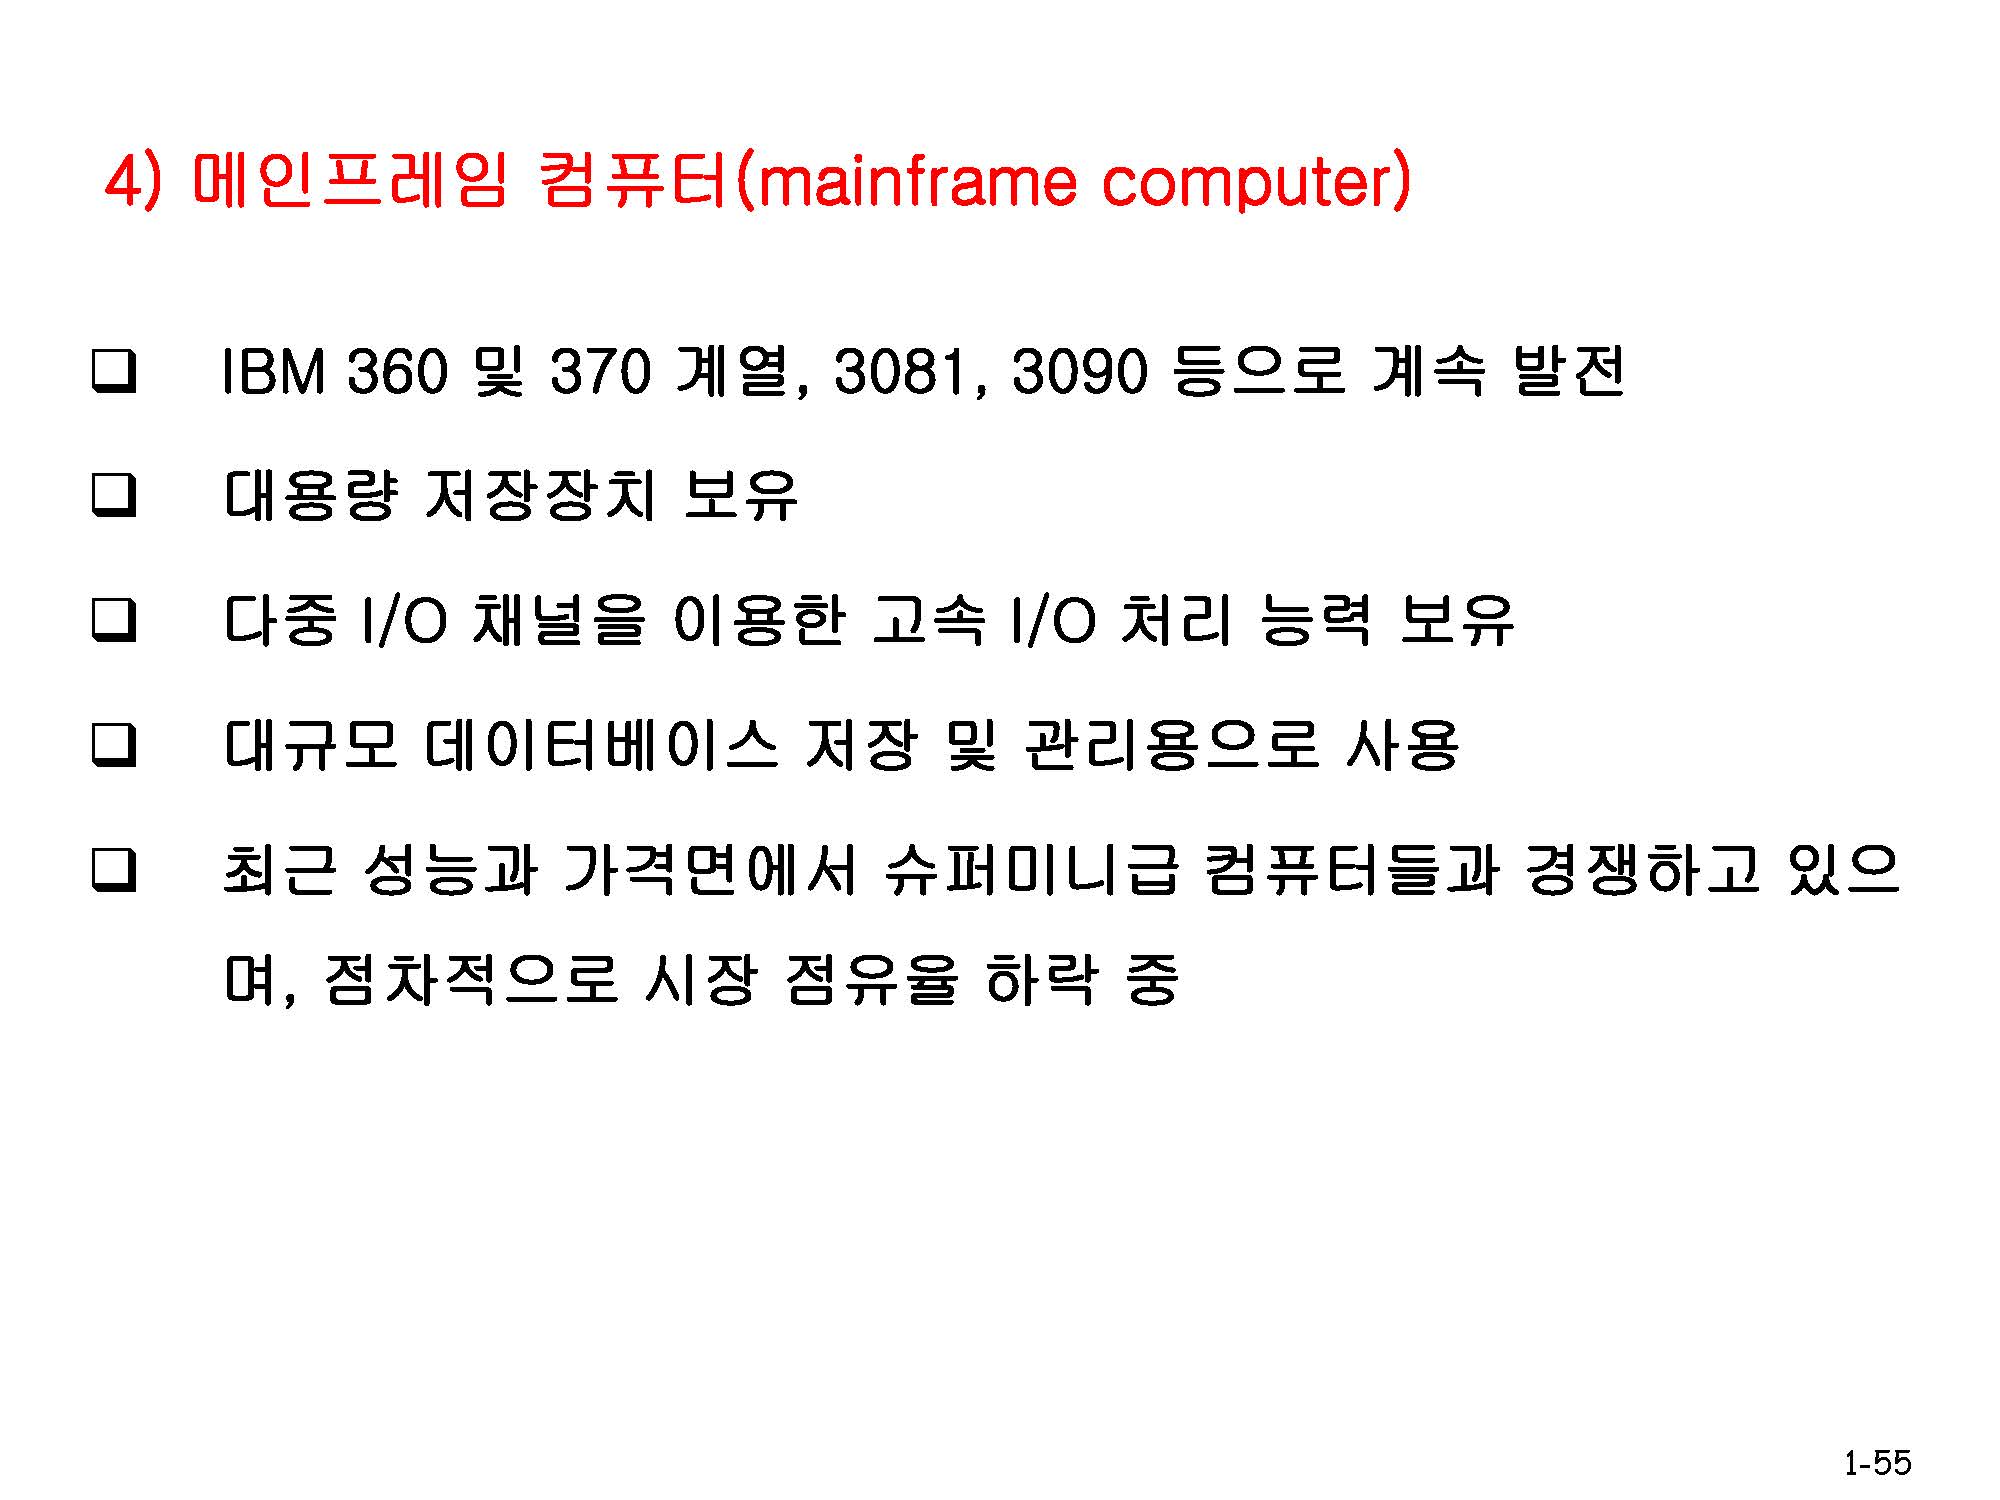 4) 메인프레임 컴퓨터(mainframe computer)
❑ IBM 360 및 370 계열, 3081, 3090 등으로 계속 발전
❑ 대용량 저장장치 보유
❑ 다중 I/O 채널을 이용한 고속 I/O 처리 능력 보유
❑ 대규모 데이터베이스 저장 및 관리용으로 사용
❑ 최근 성능과 가격면에서 슈퍼미니급 컴퓨터들과 경쟁하고 있으
며, 점차적으로 시장 점유율 하락 중
1-55